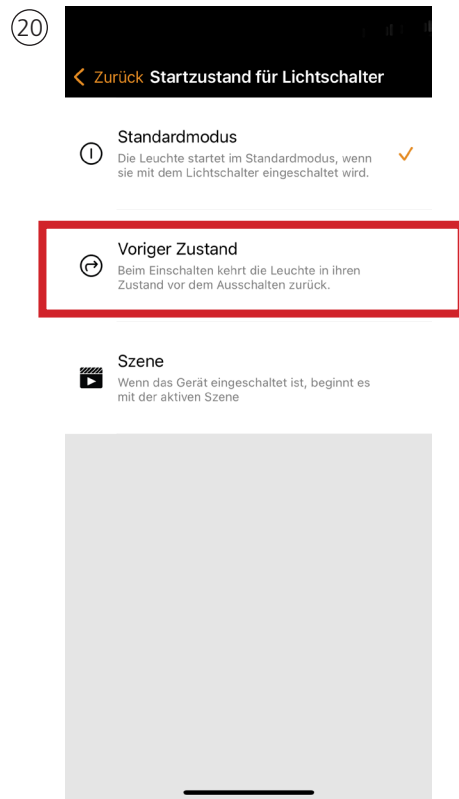 20
Zurück Startzustand für Lichtschalter
Standardmodus
Die Leuchte startet im Standardmodus, wenn
sie mit dem Lichtschalter eingeschaltet wird.
Voriger Zustand
Beim Einschalten kehrt die Leuchte in ihren
Zustand vor dem Ausschalten zurück.
Szene
Wenn das Gerät eingeschaltet ist, beginnt es
mit der aktiven Szene